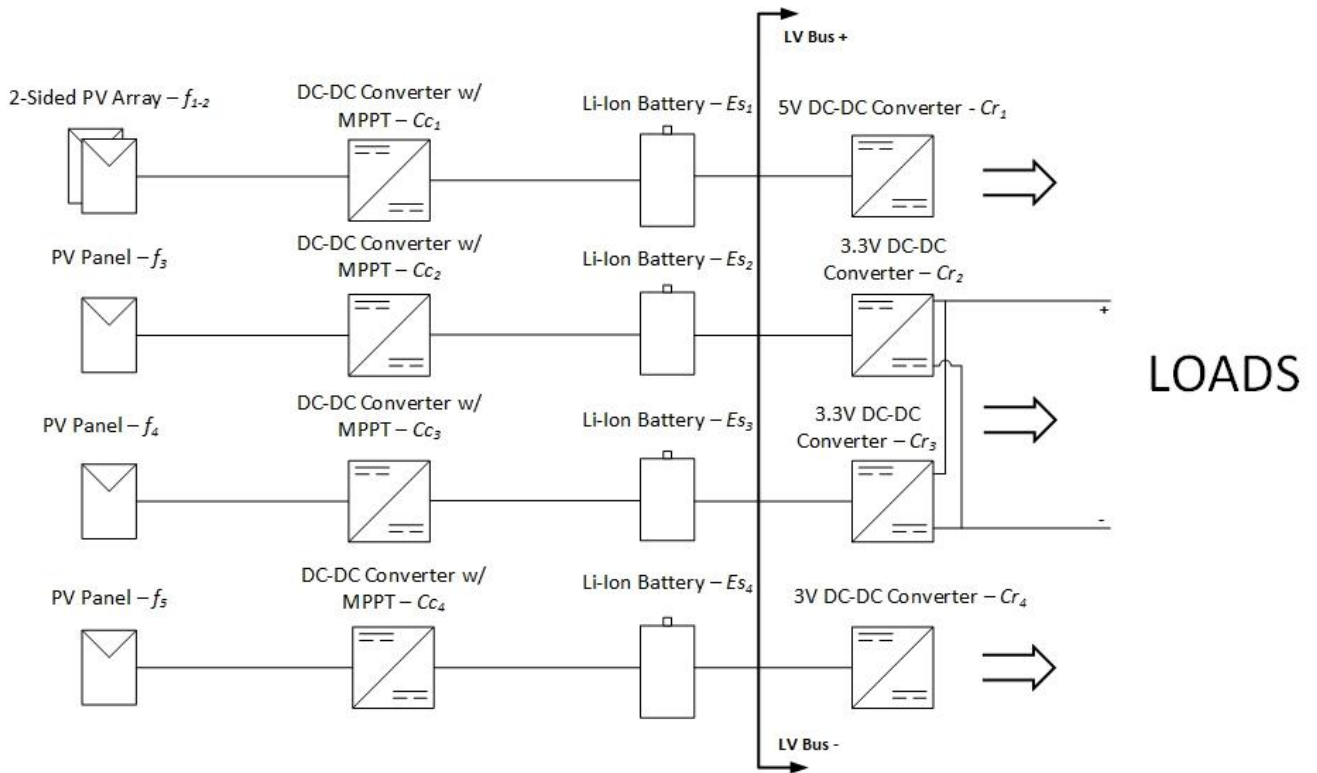 LV Bus +
2-Sided PV Array – f1-2
DC-DC Converter w/
MPPT – Cc1
Li-Ion Battery – Es1
5V DC-DC Converter - Cr1
PV Panel – f3
DC-DC Converter w/
MPPT – Cc2
Li-Ion Battery – Es2
3.3V DC-DC
Converter – Cr2
+
LOADS
PV Panel – f4
DC-DC Converter w/
MPPT – Cc3
Li-Ion Battery – Es3
3.3V DC-DC
Converter – Cr3
-
PV Panel – f5
DC-DC Converter w/
MPPT – Cc4
Li-Ion Battery – Es4
3V DC-DC Converter – Cr4
LV Bus -